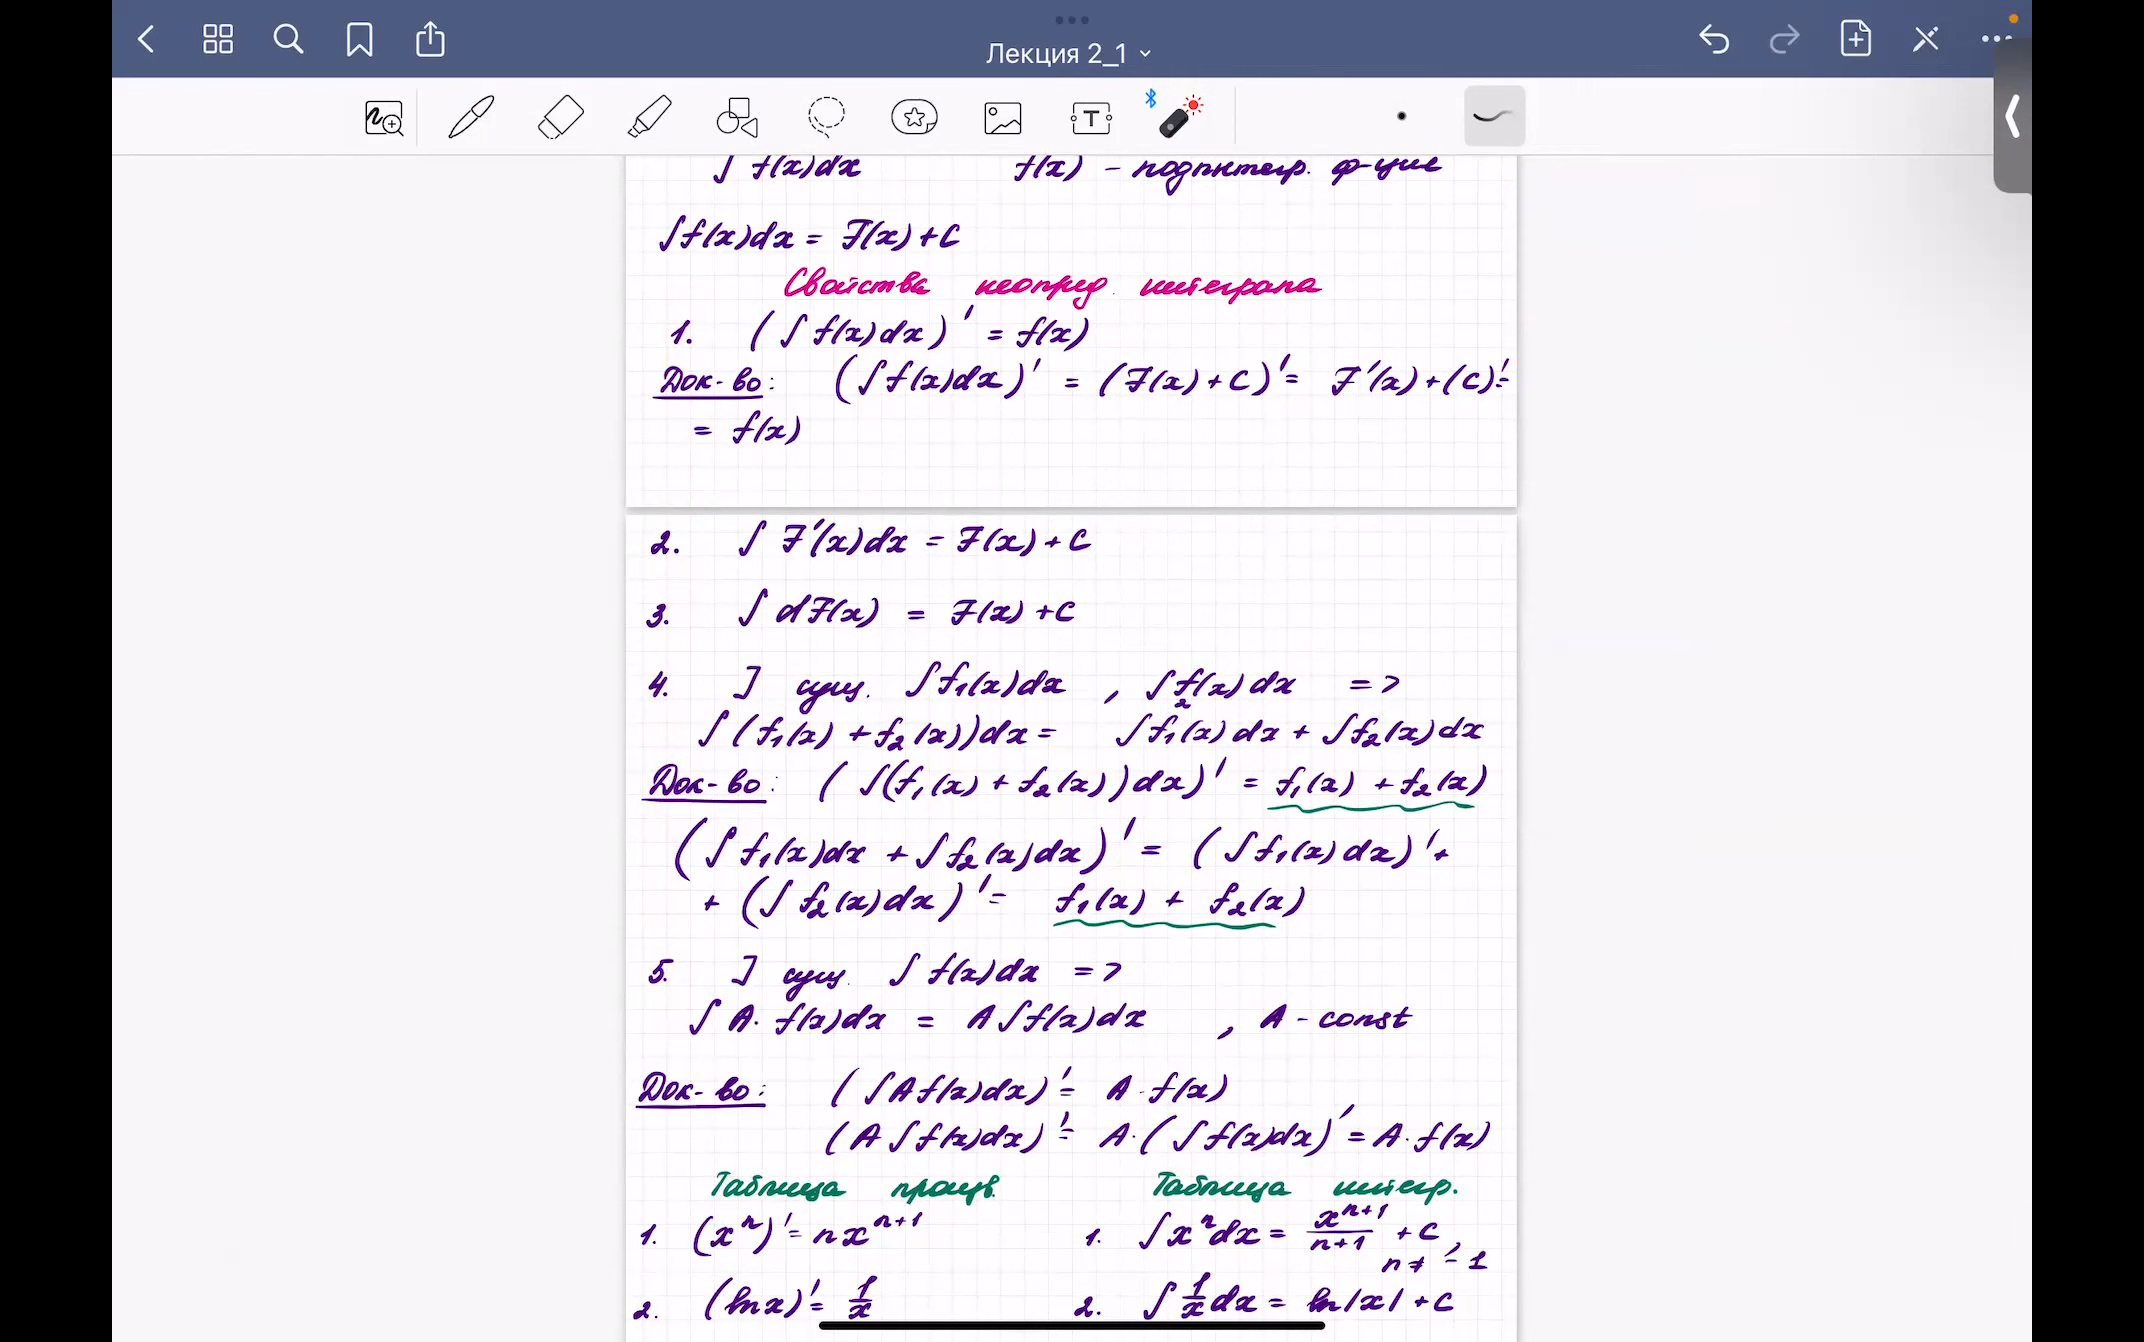 Лекция 2_1
∫ f(x)dx f(x) – подинтегр. ф-ция
∫f(x)dx = F(x)+C
Свойства неопред. интеграла
1. (∫ f(x)dx)' = f(x)
Док-во: (∫f(x)dx)' = (F(x)+C)' = F'(x)+(C)' =
= f(x)
2. ∫ F'(x)dx = F(x)+C
3. ∫ dF(x) = F(x)+C
4. ] сущ. ∫f₁(x)dx , ∫f₂(x)dx =>
∫(f₁(x)+f₂(x))dx = ∫f₁(x)dx + ∫f₂(x)dx
Док-во: (∫(f₁(x)+f₂(x))dx)' = f₁(x)+f₂(x)
(∫f₁(x)dx + ∫f₂(x)dx)' = (∫f₁(x)dx)' +
+ (∫f₂(x)dx)' = f₁(x) + f₂(x)
5. ] сущ. ∫ f(x)dx =>
∫ A·f(x)dx = A∫f(x)dx , A - const
Док-во: (∫Af(x)dx)' = A·f(x)
(A∫f(x)dx)' = A·(∫f(x)dx)' = A·f(x)
Таблица произв. Таблица интегр.
1. (xⁿ)' = nxⁿ⁺¹ 1. ∫xⁿdx = xⁿ⁺¹/(n+1) + C, n ≠ -1
2. (ln x)' = 1/x 2. ∫ 1/x dx = ln|x| + C